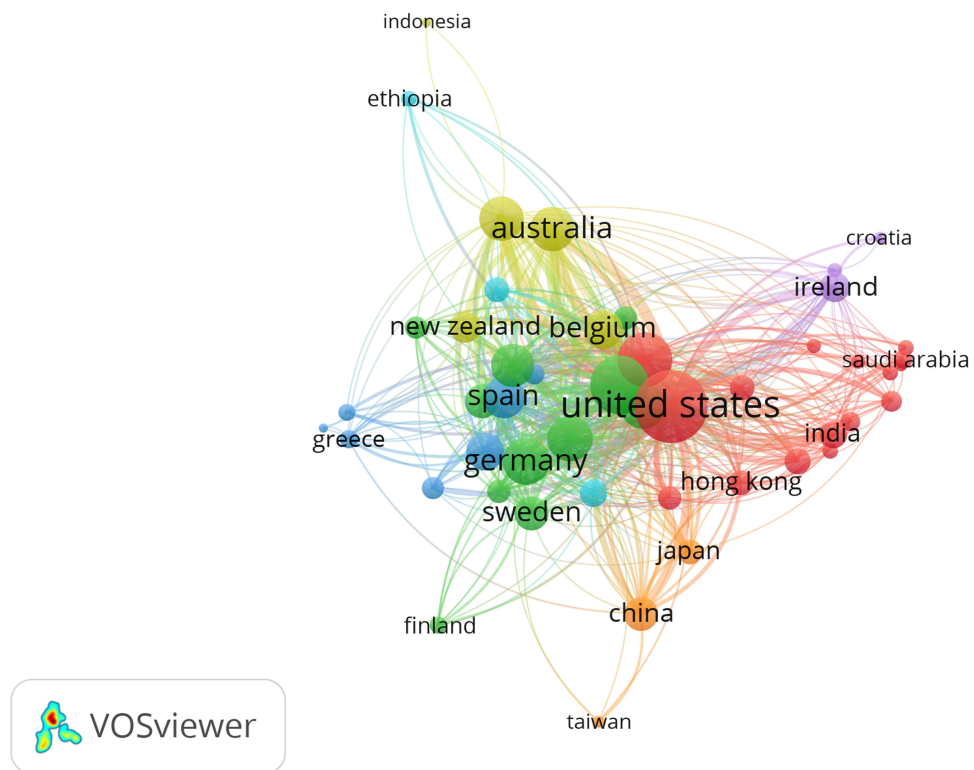 indonesia
ethiopia
australia
croatia
ireland
new zealand
belgium
saudi arabia
spain
united states
greece
india
germany
hong kong
sweden
japan
china
finland
taiwan
VOSviewer